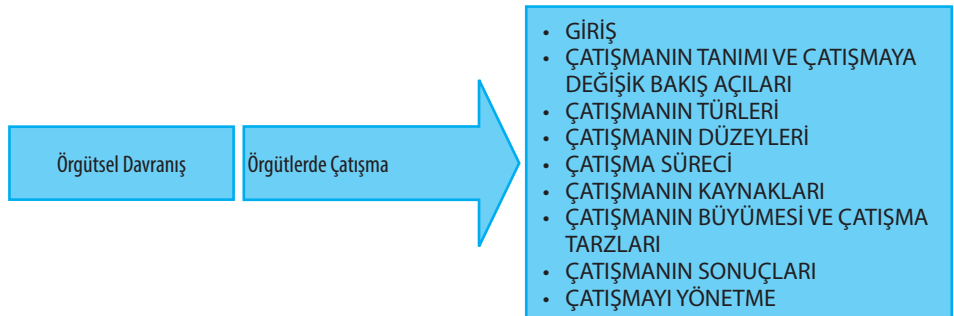 Örgütsel Davranış
Örgütlerde Çatışma
• GİRİŞ
• ÇATIŞMANIN TANIMI VE ÇATIŞMAYA
DEĞİŞİK BAKIŞ AÇILARI
• ÇATIŞMANIN TÜRLERİ
• ÇATIŞMANIN DÜZEYLERİ
• ÇATIŞMA SÜRECİ
• ÇATIŞMANIN KAYNAKLARI
• ÇATIŞMANIN BÜYÜMESİ VE ÇATIŞMA
TARZLARI
• ÇATIŞMANIN SONUÇLARI
• ÇATIŞMAYI YÖNETME